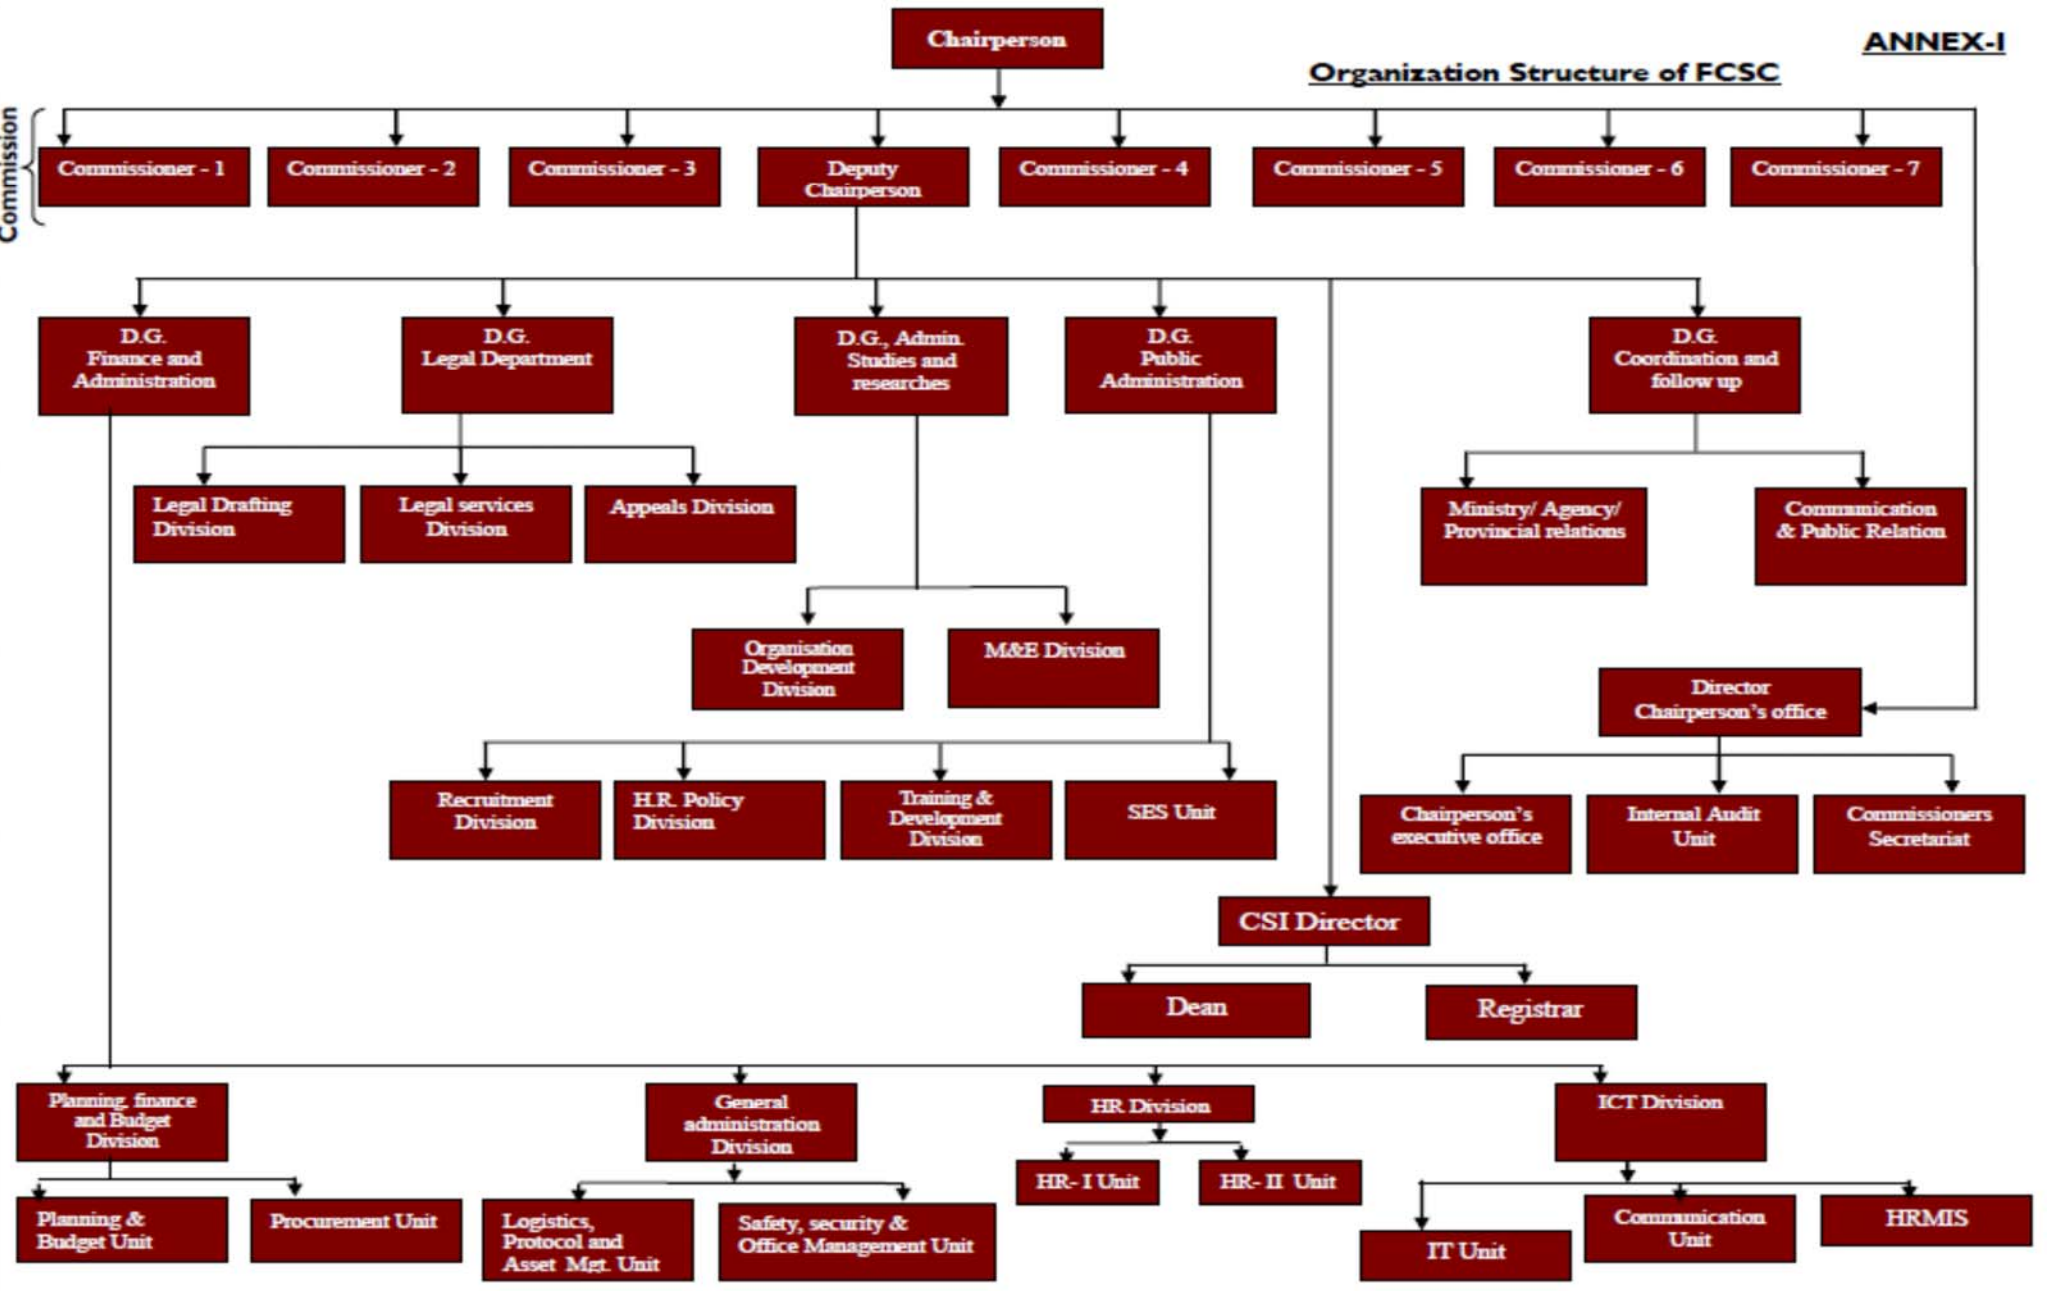 Chairperson
ANNEX-I
Organization Structure of FCSC
Commission
Commissioner - 1
Commissioner - 2
Commissioner - 3
Deputy
Chairperson
Commissioner - 4
Commissioner - 5
Commissioner - 6
Commissioner - 7
D.G.
Finance and
Administration
D.G.
Legal Department
D.G., Admin.
Studies and
researches
D.G.
Public
Administration
D.G.
Coordination and
follow up
Legal Drafting
Division
Legal services
Division
Appeals Division
Ministry/ Agency/
Provincial relations
Communication
& Public Relation
Organisation
Development
Division
M&E Division
Director
Chairperson's office
Recruitment
Division
H.R. Policy
Division
Training &
Development
Division
SES Unit
Chairperson's
executive office
Internal Audit
Unit
Commissioners
Secretariat
CSI Director
Dean
Registrar
Planning, finance
and Budget
Division
General
administration
Division
HR Division
ICT Division
HR- I Unit
HR- II Unit
Planning &
Budget Unit
Procurement Unit
Logistics,
Protocol and
Asset Mgt. Unit
Safety, security &
Office Management Unit
IT Unit
Communication
Unit
HRMIS